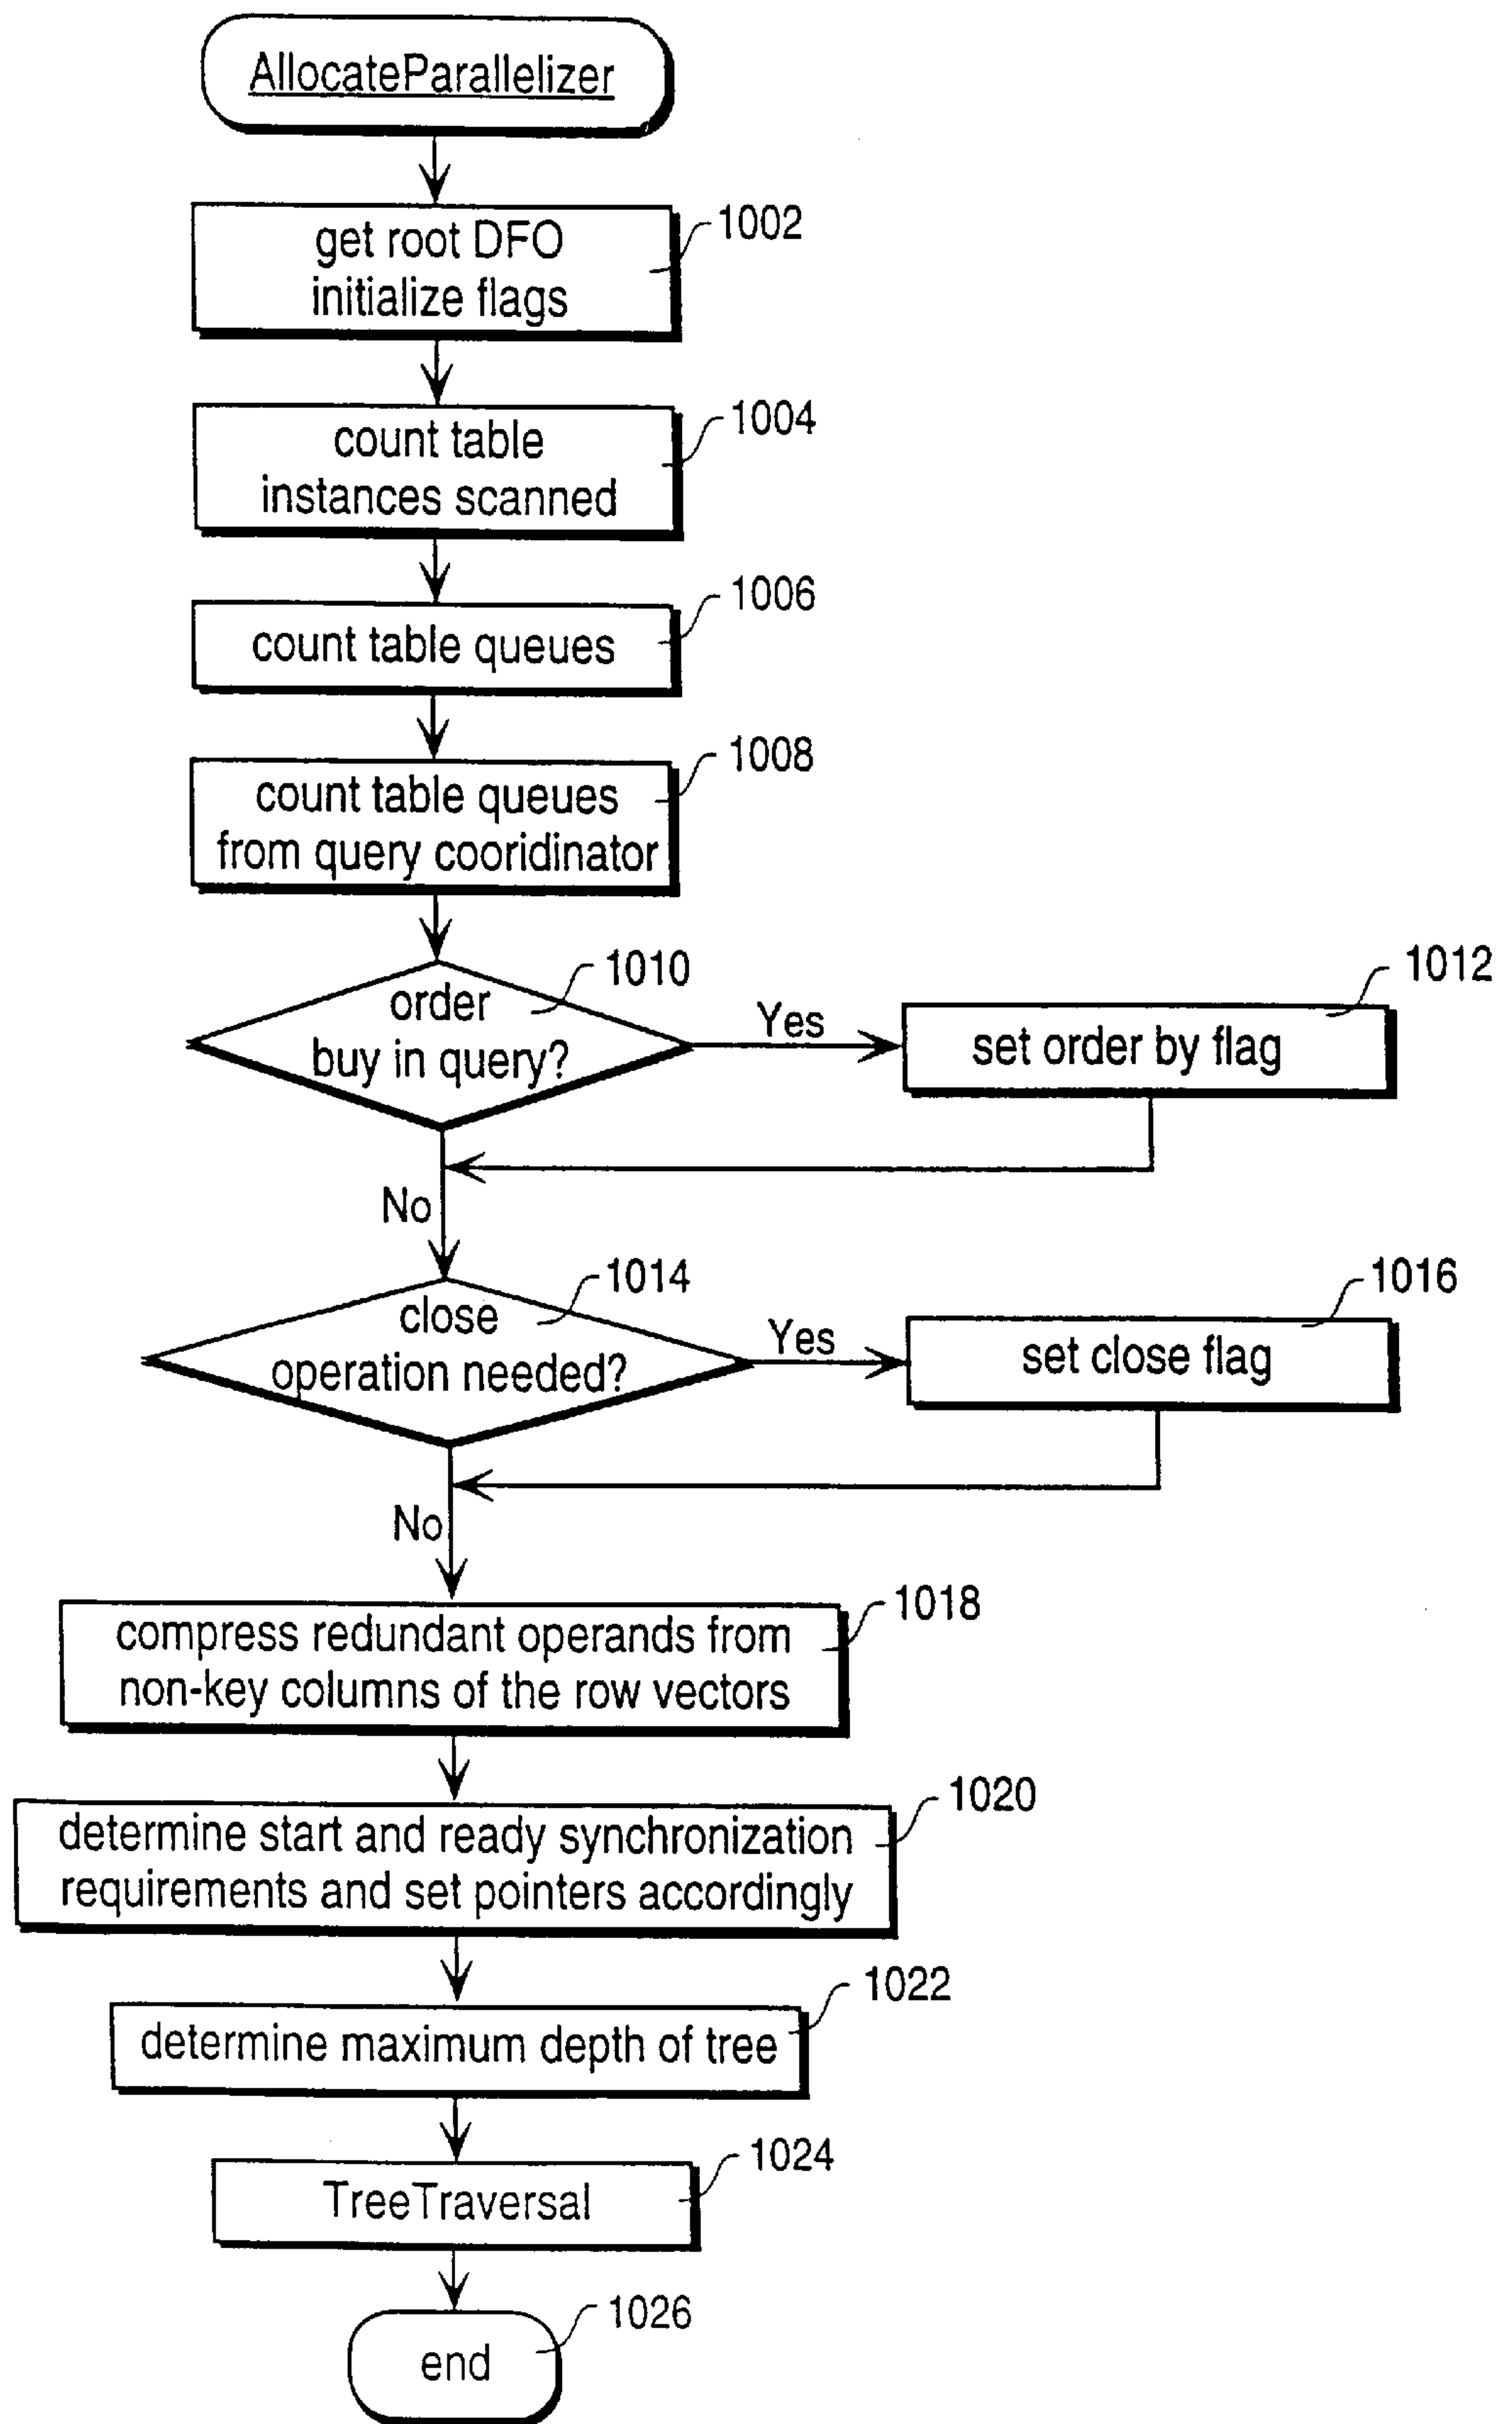 AllocateParallelizer
get root DFO
initialize flags
1002
count table
instances scanned
1004
count table queues
1006
count table queues
from query cooridinator
1008
order
buy in query?
1010
Yes
set order by flag
1012
No
close
operation needed?
1014
Yes
set close flag
1016
No
compress redundant operands from
non-key columns of the row vectors
1018
determine start and ready synchronization
requirements and set pointers accordingly
1020
determine maximum depth of tree
1022
TreeTraversal
1024
end
1026